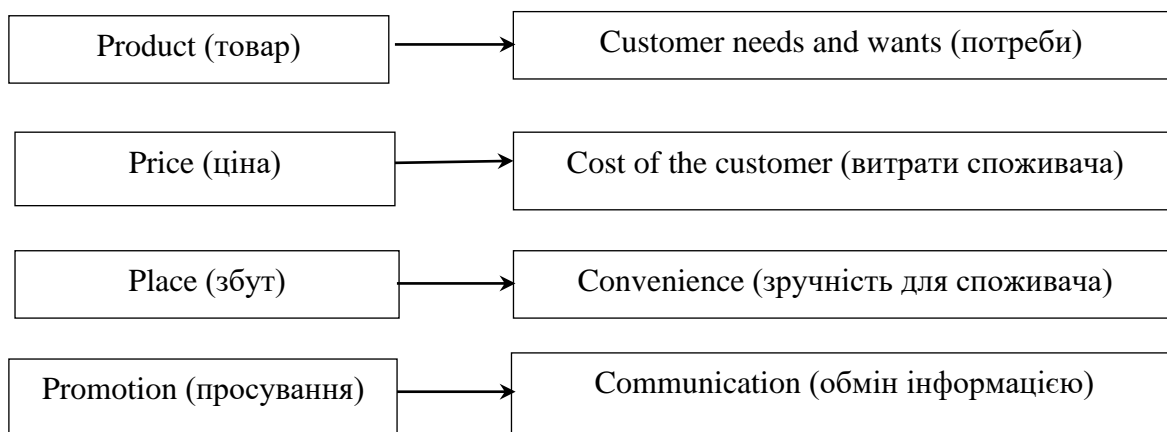 Product (товар)
Customer needs and wants (потреби)
Price (ціна)
Cost of the customer (витрати споживача)
Place (збут)
Convenience (зручність для споживача)
Promotion (просування)
Communication (обмін інформацією)